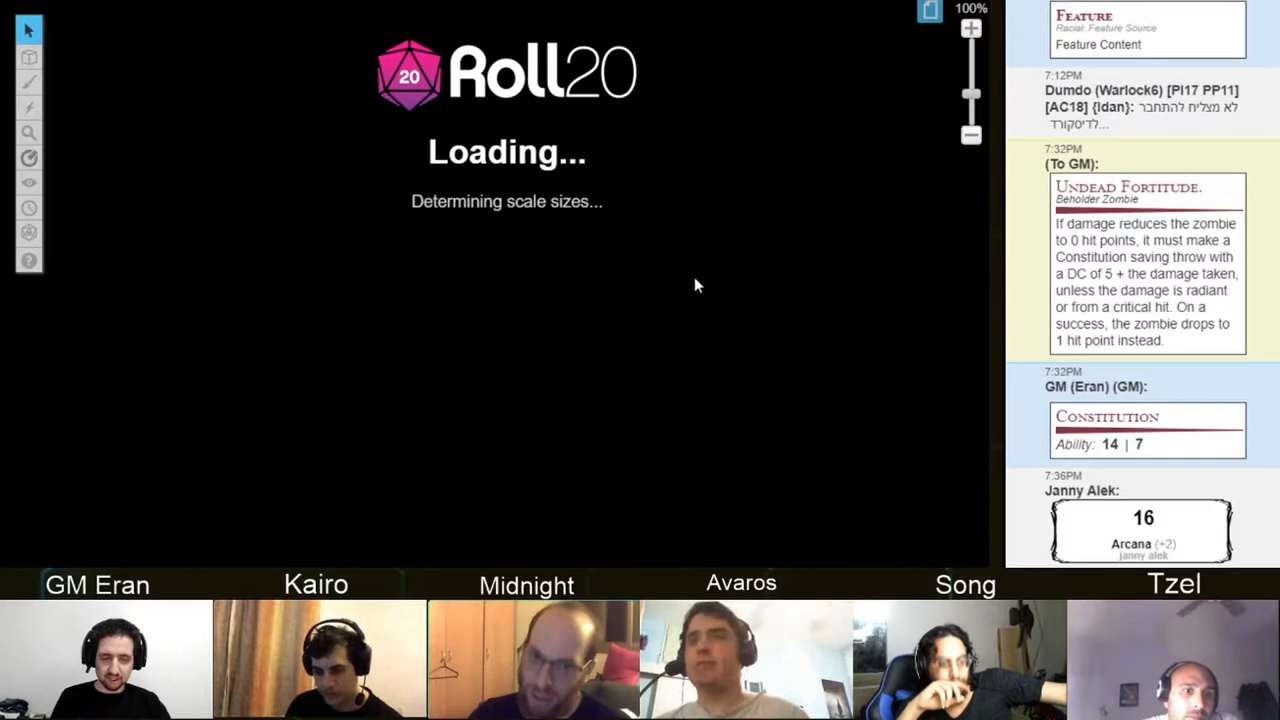 100%
20
Roll20
Loading...
Determining scale sizes...
Feature
Racial: Feature Source
Feature Content
7:12PM
Dumdo (Warlock6) [PI17 PP11]
[AC18] {Idan}: לא מצליח להתחבר
לדיסקורד...
7:32PM
(To GM):
Undead Fortitude.
Beholder Zombie
If damage reduces the zombie
to 0 hit points, it must make a
Constitution saving throw with
a DC of 5 + the damage taken,
unless the damage is radiant
or from a critical hit. On a
success, the zombie drops to
1 hit point instead.
7:32PM
GM (Eran) (GM):
Constitution
Ability: 14 | 7
7:36PM
Janny Alek:
16
Arcana (+2)
janny alek
GM Eran
Kairo
Midnight
Avaros
Song
Tzel